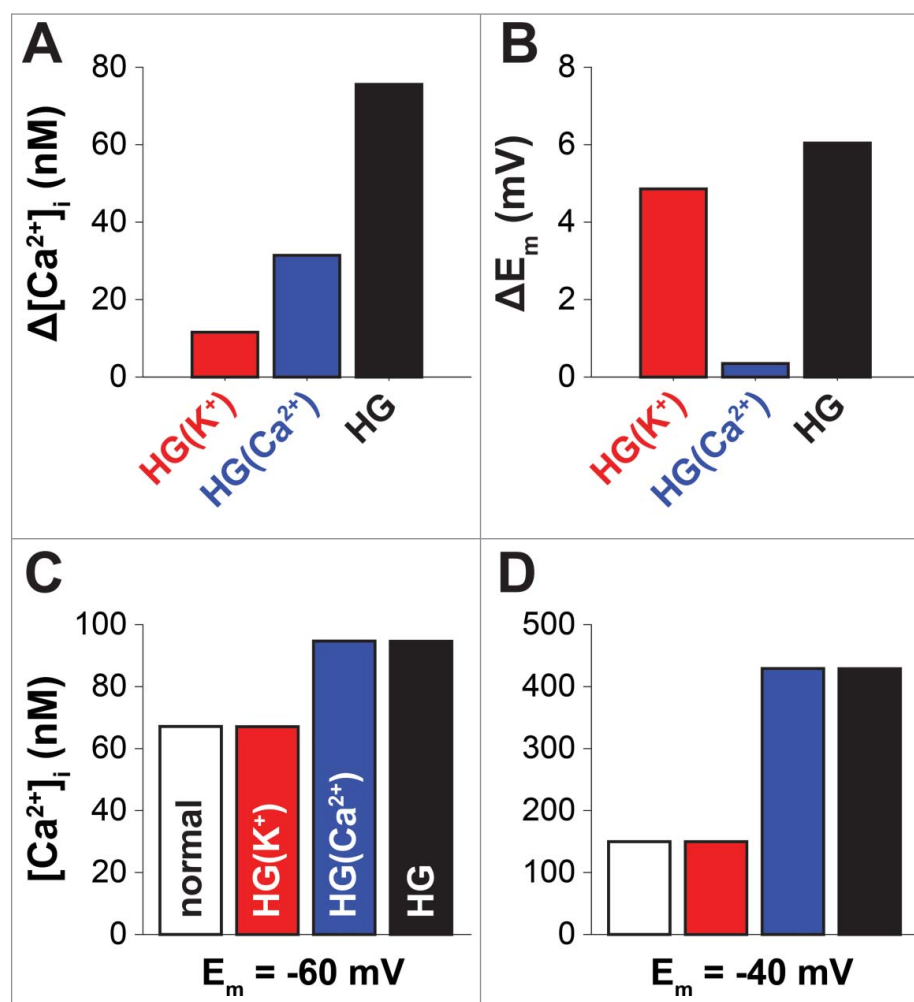 A
Δ[Ca²⁺]ᵢ (nM)
80
60
40
20
0
HG(K⁺)
HG(Ca²⁺)
HG
B
ΔEₘ (mV)
8
6
4
2
0
HG(K⁺)
HG(Ca²⁺)
HG
C
[Ca²⁺]ᵢ (nM)
100
80
60
40
20
0
normal
HG(K⁺)
HG(Ca²⁺)
HG
Eₘ = -60 mV
D
500
400
300
200
100
0
Eₘ = -40 mV